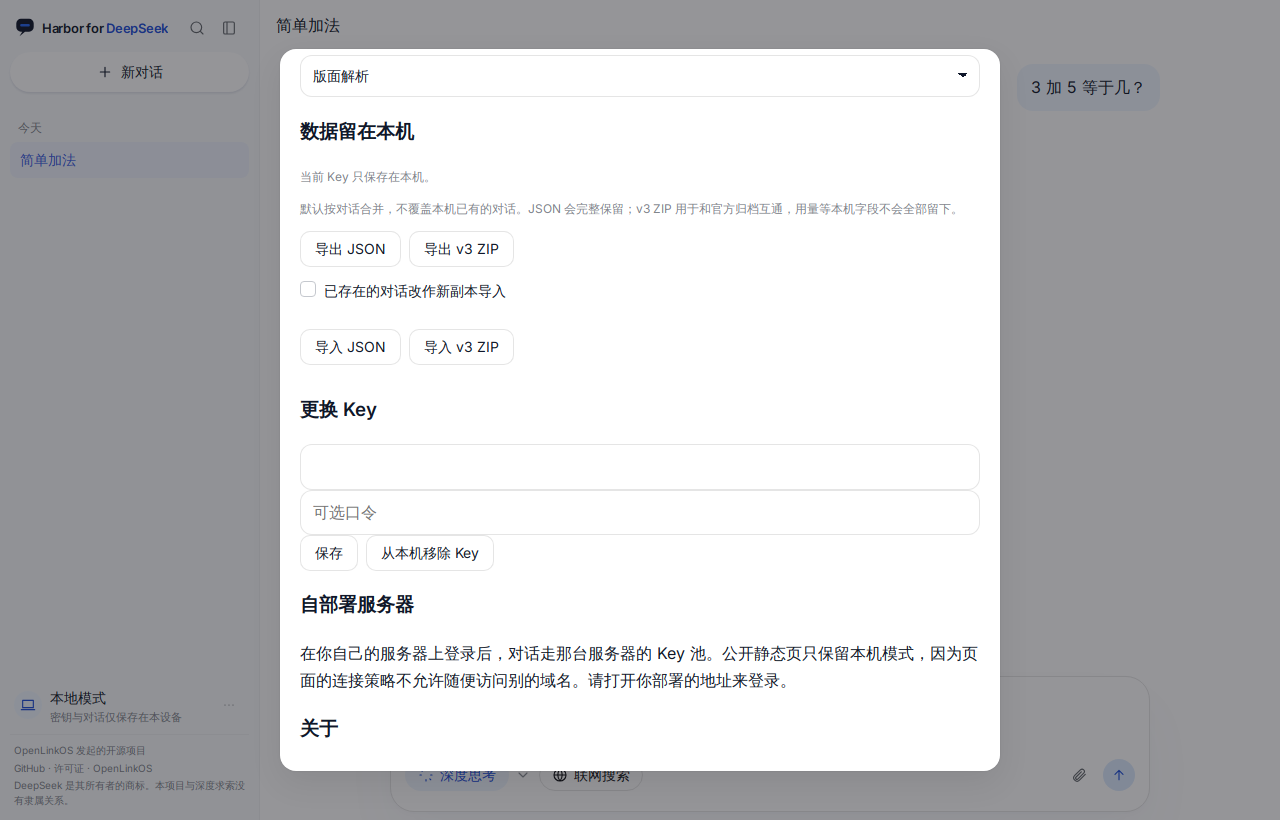 Harbor for DeepSeek
新对话
今天
简单加法
本地模式
密钥与对话仅保存在本设备
OpenLinkOS 发起的开源项目
GitHub · 许可证 · OpenLinkOS
DeepSeek 是其所有者的商标。本项目与深度求索没
有隶属关系。
简单加法
3 加 5 等于几？
版面解析
数据留在本机
当前 Key 只保存在本机。
默认按对话合并，不覆盖本机已有的对话。JSON 会完整保留；v3 ZIP 用于和官方归档互通，用量等本机字段不会全部留下。
导出 JSON
导出 v3 ZIP
已存在的对话改作新副本导入
导入 JSON
导入 v3 ZIP
更换 Key
可选口令
保存
从本机移除 Key
自部署服务器
在你自己的服务器上登录后，对话走那台服务器的 Key 池。公开静态页只保留本机模式，因为页
面的连接策略不允许随便访问别的域名。请打开你部署的地址来登录。
关于
深度思考
联网搜索